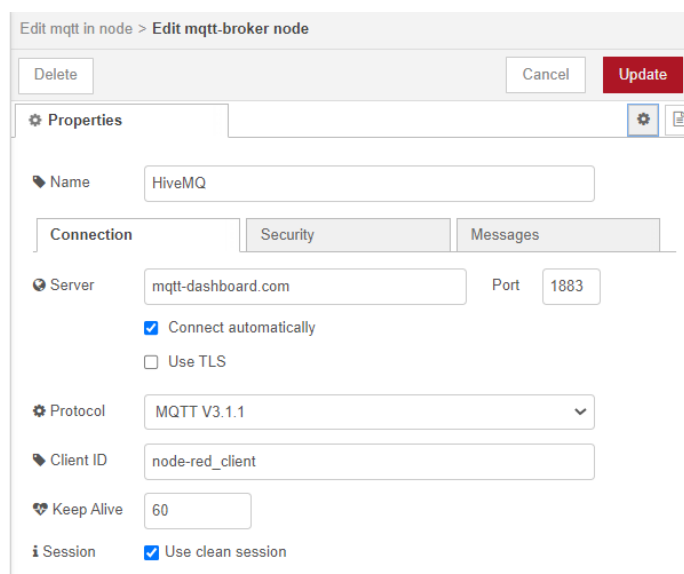 Edit mqtt in node > Edit mqtt-broker node
Delete Cancel Update
Properties
Name HiveMQ
Connection Security Messages
Server mqtt-dashboard.com Port 1883
Connect automatically
Use TLS
Protocol MQTT V3.1.1
Client ID node-red_client
Keep Alive 60
Session Use clean session